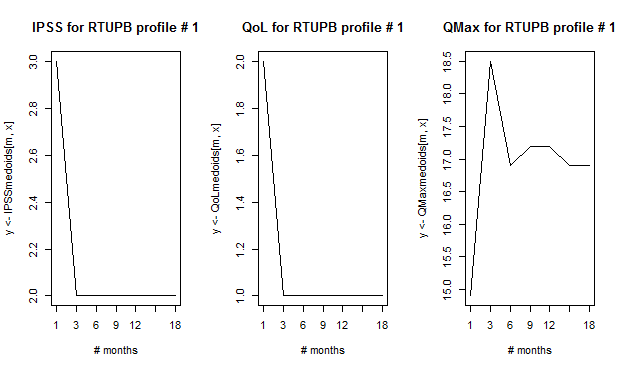 IPSS for RTUPB profile # 1
y <- IPSSmedoids[m, x]
3.0
2.8
2.6
2.4
2.2
2.0
1 3 6 9 12 18
# months
QoL for RTUPB profile # 1
y <- QoLmedoids[m, x]
2.0
1.8
1.6
1.4
1.2
1.0
1 3 6 9 12 18
# months
QMax for RTUPB profile # 1
y <- QMaxmedoids[m, x]
18.5
18.0
17.5
17.0
16.5
16.0
15.5
15.0
1 3 6 9 12 18
# months